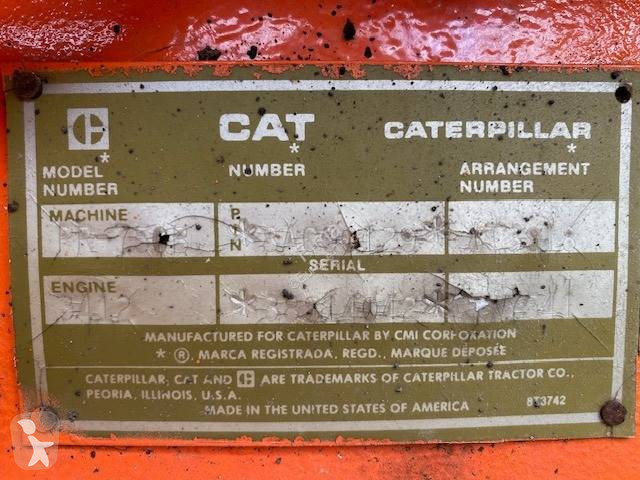 CAT CATERPILLAR
* * *
MODEL NUMBER ARRANGEMENT
NUMBER NUMBER
MACHINE P.I.N
SERIAL
ENGINE
MANUFACTURED FOR CATERPILLAR BY CMI CORPORATION
* ®, MARCA REGISTRADA, REGD., MARQUE DÉPOSÉE
CATERPILLAR, CAT AND C ARE TRADEMARKS OF CATERPILLAR TRACTOR CO.,
PEORIA, ILLINOIS, U.S.A.
MADE IN THE UNITED STATES OF AMERICA 8T3742